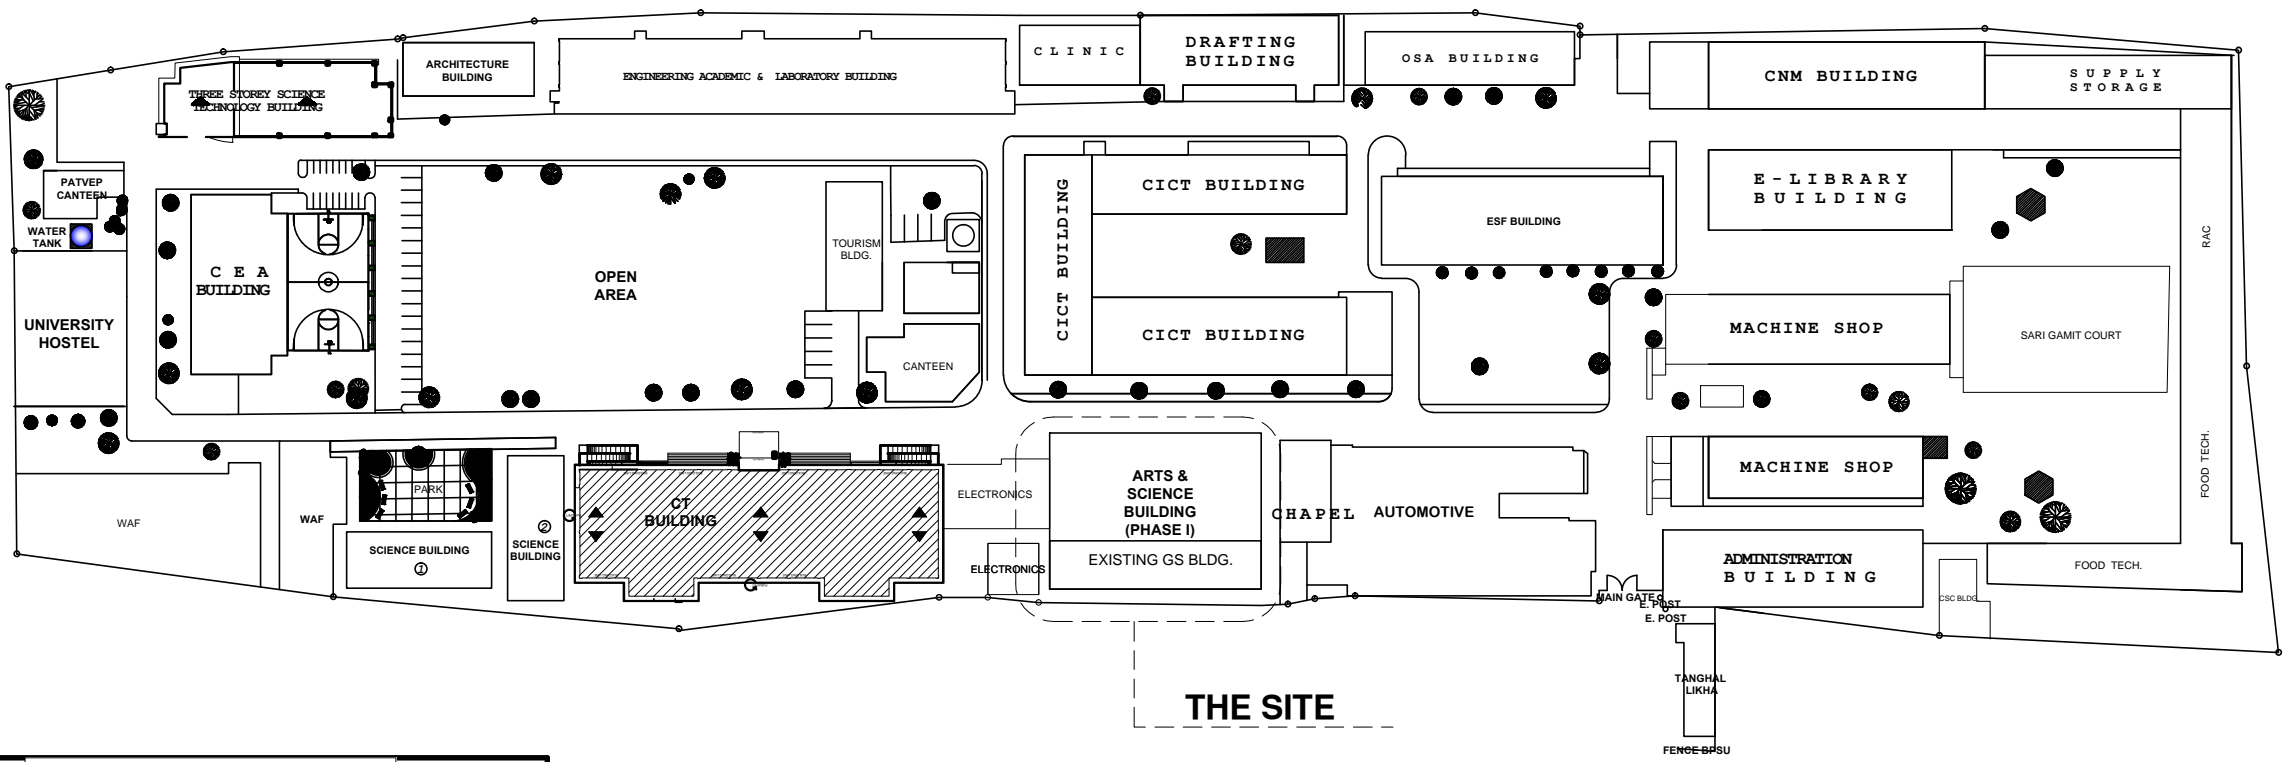 ARCHITECTURE
BUILDING
ENGINEERING ACADEMIC & LABORATORY BUILDING
CLINIC
DRAFTING
BUILDING
OSA BUILDING
CNM BUILDING
SUPPLY
STORAGE
THREE STOREY SCIENCE
TECHNOLOGY BUILDING
PATVEP
CANTEEN
WATER
TANK
CEA
BUILDING
OPEN
AREA
TOURISM
BLDG.
CANTEEN
CICT BUILDING
CICT BUILDING
CICT BUILDING
ESF BUILDING
E-LIBRARY
BUILDING
RAC
UNIVERSITY
HOSTEL
MACHINE SHOP
SARI GAMIT COURT
WAF
WAF
PARK
SCIENCE BUILDING
1
2
SCIENCE
BUILDING
CT
BUILDING
ELECTRONICS
ELECTRONICS
ARTS &
SCIENCE
BUILDING
(PHASE I)
EXISTING GS BLDG.
CHAPEL
AUTOMOTIVE
MACHINE SHOP
FOOD TECH.
ADMINISTRATION
BUILDING
FOOD TECH.
CSC BLDG.
MAIN GATE
E. POST
E. POST
TANGHAL
LIKHA
FENCE BPSU
THE SITE